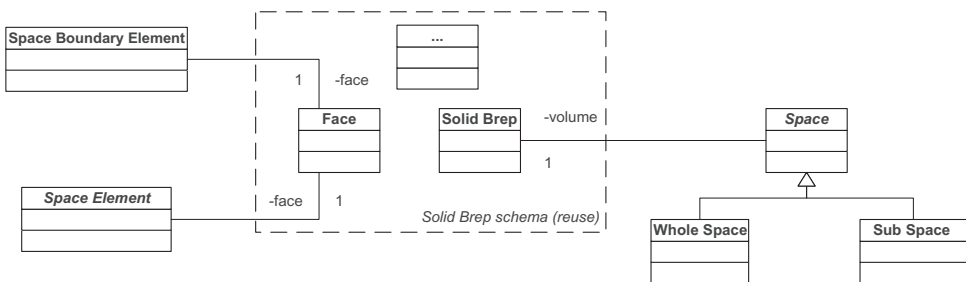 Space Boundary Element
...
1
-face
Face
Solid Brep
-volume
Space
1
Space Element
-face
1
Solid Brep schema (reuse)
Whole Space
Sub Space